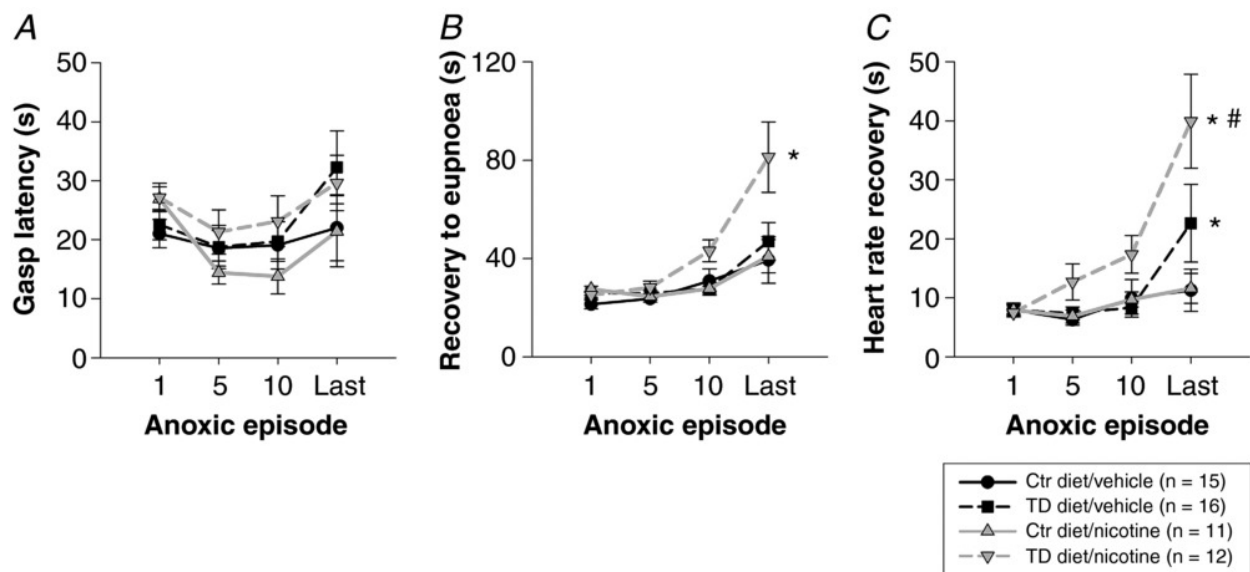 A
B
C
Gasp latency (s)
50
40
30
20
10
0
1 5 10 Last
Anoxic episode
Recovery to eupnoea (s)
120
80
40
0
*
1 5 10 Last
Anoxic episode
Heart rate recovery (s)
50
40
30
20
10
0
* #
*
1 5 10 Last
Anoxic episode
Ctr diet/vehicle (n = 15)
TD diet/vehicle (n = 16)
Ctr diet/nicotine (n = 11)
TD diet/nicotine (n = 12)